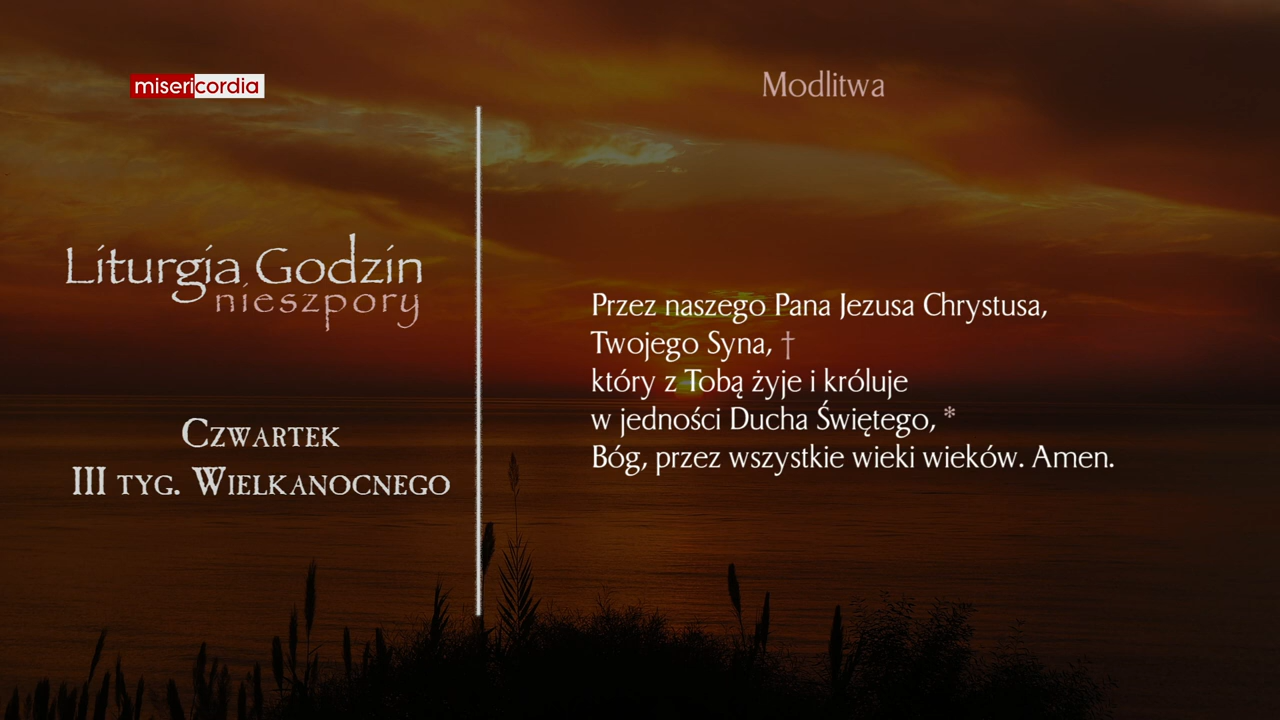 misericordia
Liturgia Godzin
nieszpory
Czwartek
III tyg. Wielkanocnego
Modlitwa
Przez naszego Pana Jezusa Chrystusa,
Twojego Syna, †
który z Tobą żyje i króluje
w jedności Ducha Świętego, *
Bóg, przez wszystkie wieki wieków. Amen.